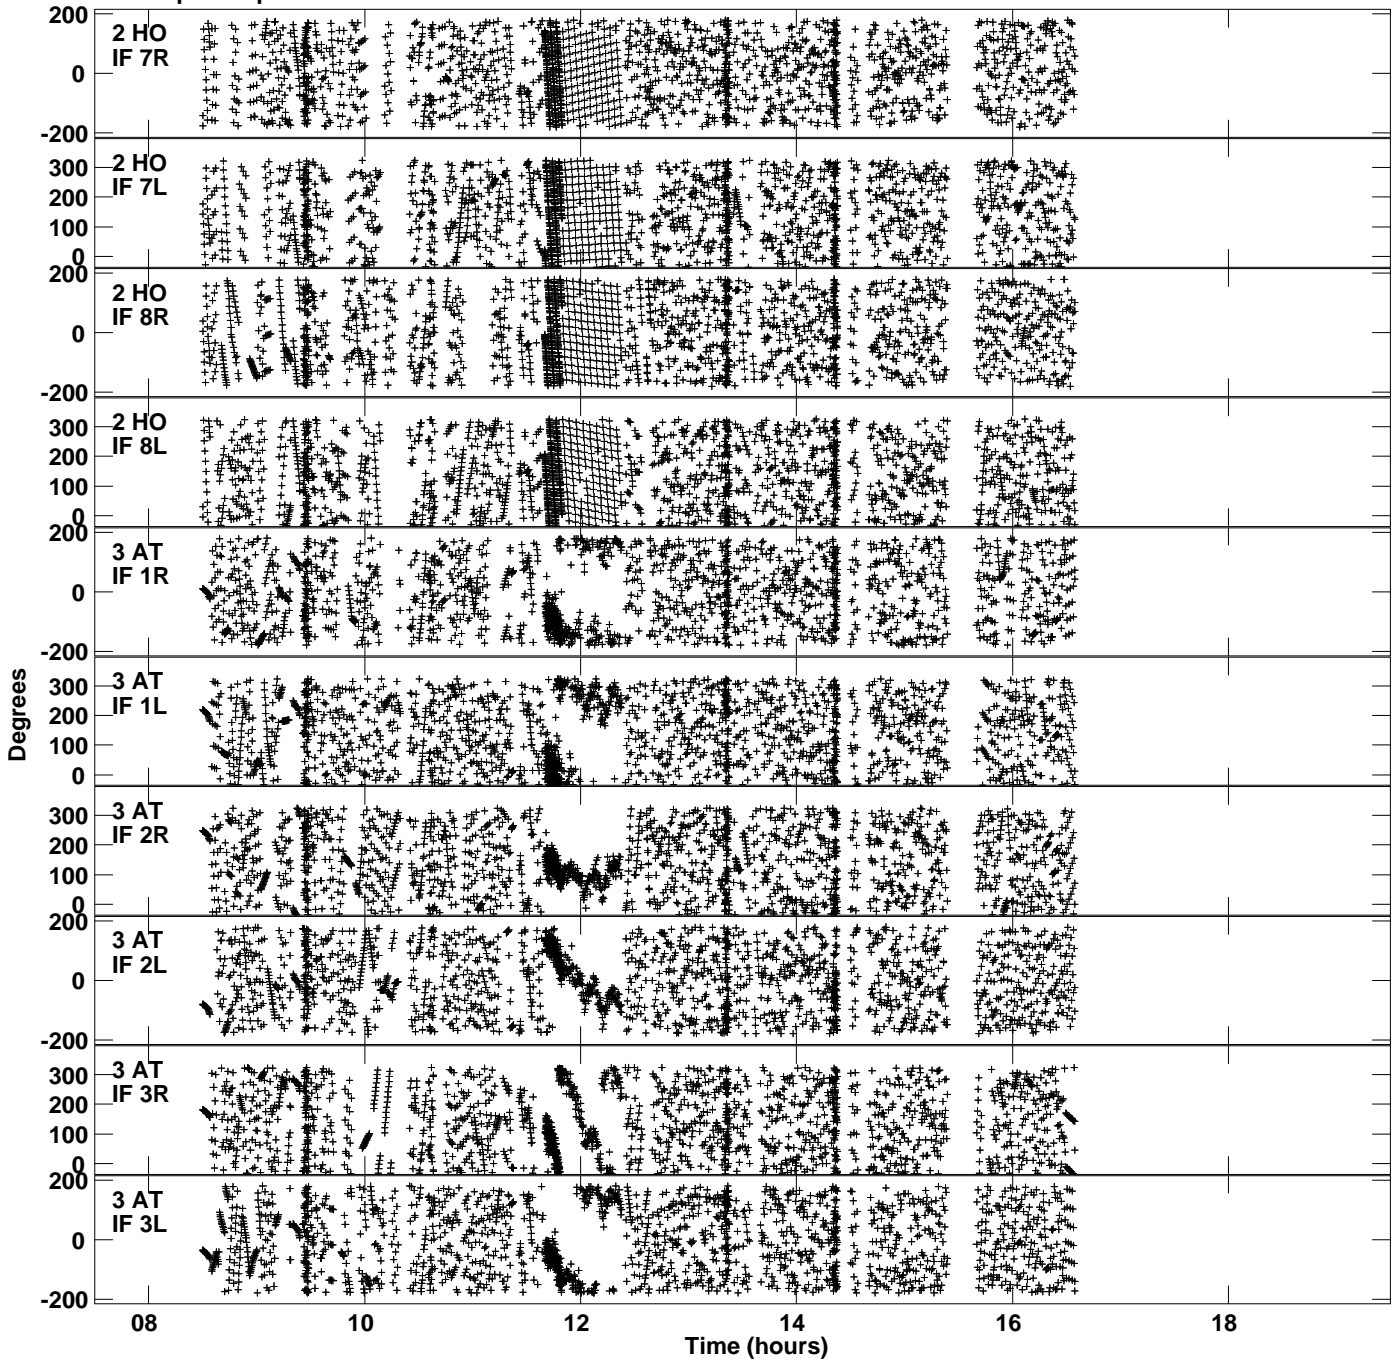 200
2 HO
IF 7R
0
-200
300
2 HO
IF 7L
200
100
0
200
2 HO
IF 8R
0
-200
300
2 HO
IF 8L
200
100
0
200
3 AT
IF 1R
0
-200
300
3 AT
IF 1L
200
100
0
300
3 AT
IF 2R
200
100
0
200
3 AT
IF 2L
0
-200
300
3 AT
IF 3R
200
100
0
200
3 AT
IF 3L
0
-200
Degrees
08 10 12 14 16 18
Time (hours)